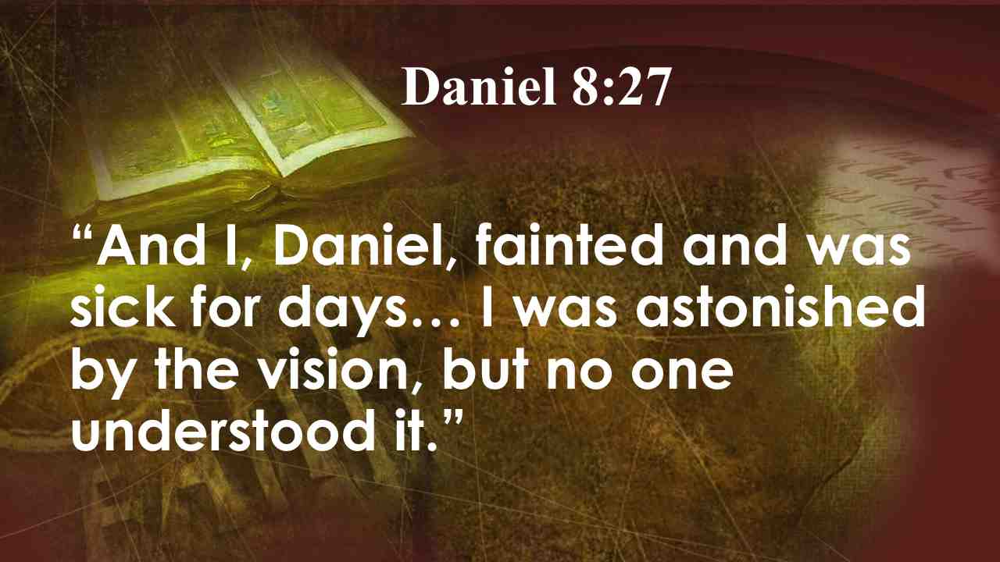 Daniel 8:27
“And I, Daniel, fainted and was
sick for days… I was astonished
by the vision, but no one
understood it.”